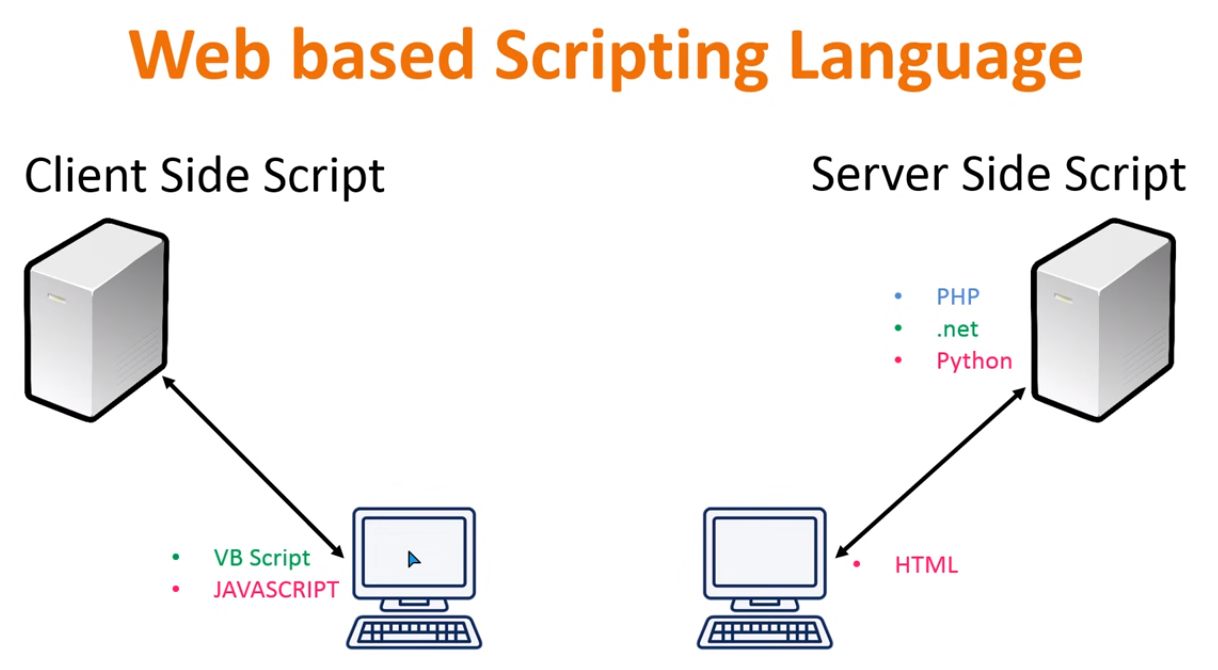 Web based Scripting Language
Client Side Script
Server Side Script
• PHP
• .net
• Python
• VB Script
• JAVASCRIPT
• HTML